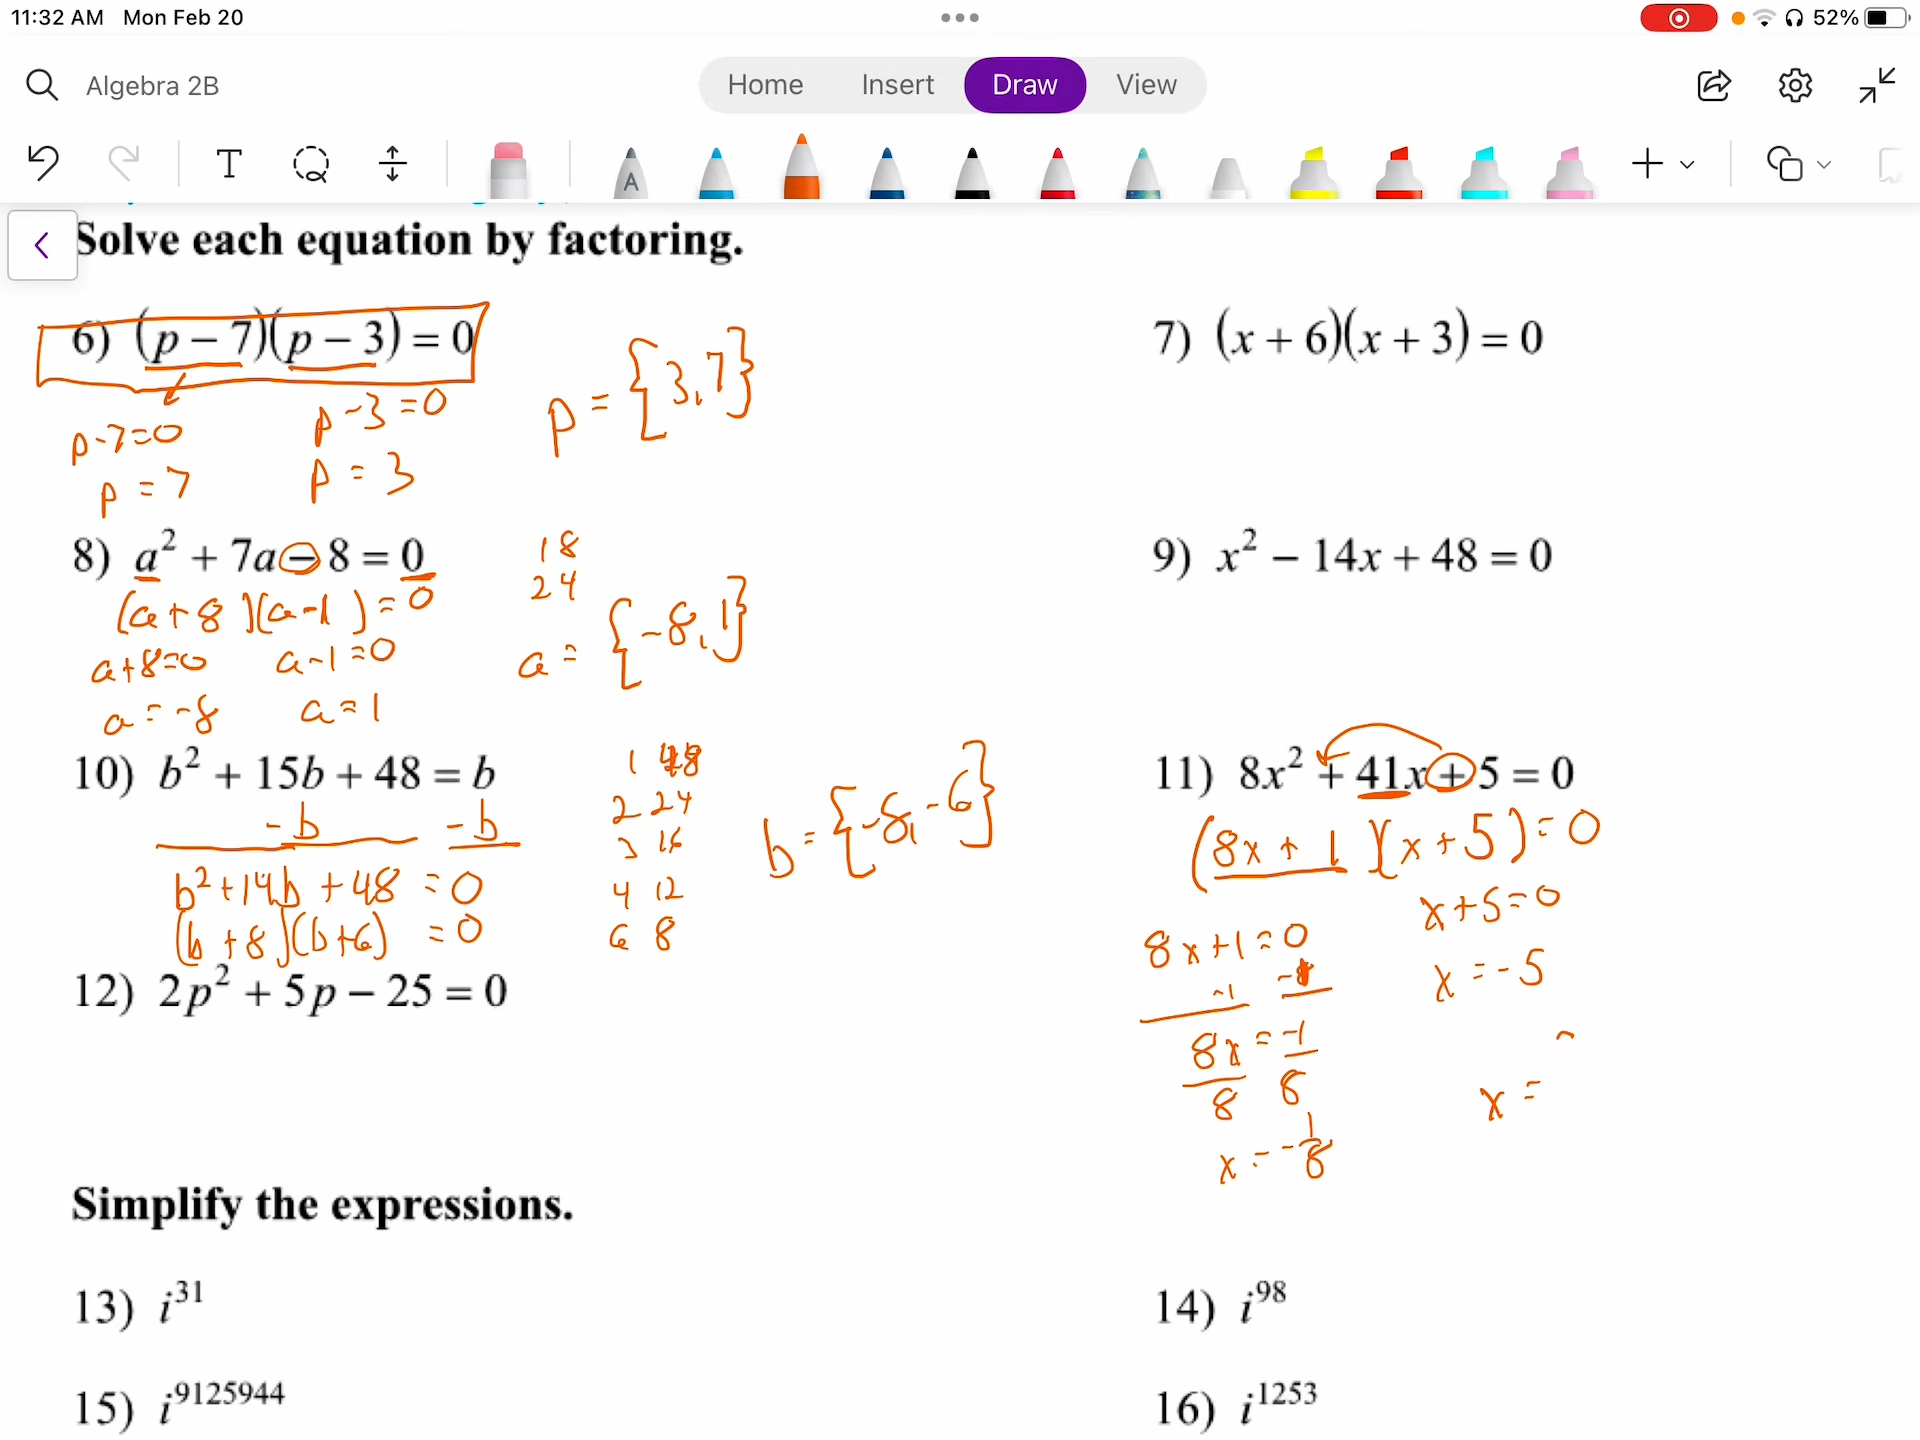 11:32 AM Mon Feb 20
52%
Algebra 2B
Home Insert Draw View
T
A
Solve each equation by factoring.
6) (p − 7)(p − 3) = 0
p-7=0
p = 7
p-3=0
p = 3
p = {3,7}
7) (x + 6)(x + 3) = 0
8) a² + 7a − 8 = 0
(a+8)(a-1)=0
a+8=0 a-1=0
a=-8 a=1
1 8
2 4
a = {-8,1}
9) x² − 14x + 48 = 0
10) b² + 15b + 48 = b
-b -b
b²+14b+48 =0
(b+8)(b+6) =0
1 48
2 24
3 16
4 12
6 8
b={-8,-6}
11) 8x² + 41x + 5 = 0
(8x+1)(x+5)=0
8x+1=0
-1 -1
8x=-1
8 8
x=-1/8
x+5=0
x=-5
x=
12) 2p² + 5p − 25 = 0
Simplify the expressions.
13) i³¹
14) i⁹⁸
15) i⁹¹²⁵⁹⁴⁴
16) i¹²⁵³